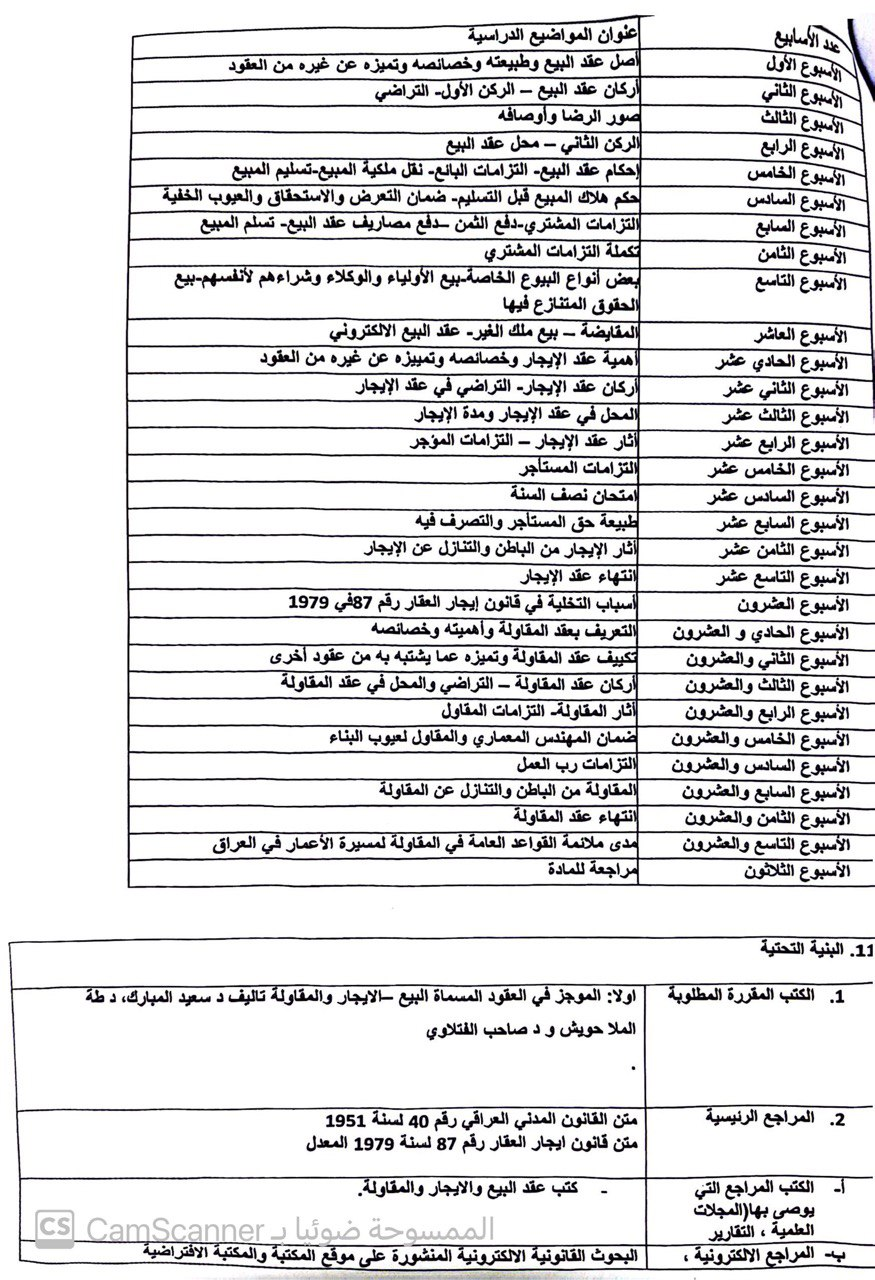 عدد الأسابيع عنوان المواضيع الدراسية
الأسبوع الأول أصل عقد البيع وطبيعته وخصائصه وتميزه عن غيره من العقود
الأسبوع الثاني أركان عقد البيع – الركن الأول- التراضي
الأسبوع الثالث صور الرضا وأوصافه
الأسبوع الرابع الركن الثاني – محل عقد البيع
الأسبوع الخامس إحكام عقد البيع- التزامات البائع- نقل ملكية المبيع-تسليم المبيع
الأسبوع السادس حكم هلاك المبيع قبل التسليم- ضمان التعرض والاستحقاق والعيوب الخفية
الأسبوع السابع التزامات المشتري-دفع الثمن –دفع مصاريف عقد البيع- تسلم المبيع
الأسبوع الثامن تكملة التزامات المشتري
الأسبوع التاسع بعض أنواع البيوع الخاصة-بيع الأولياء والوكلاء وشراءهم لأنفسهم-بيع
الحقوق المتنازع فيها
الأسبوع العاشر المقايضة – بيع ملك الغير- عقد البيع الالكتروني
الأسبوع الحادي عشر أهمية عقد الإيجار وخصائصه وتمييزه عن غيره من العقود
الأسبوع الثاني عشر أركان عقد الإيجار- التراضي في عقد الإيجار
الأسبوع الثالث عشر المحل في عقد الإيجار ومدة الإيجار
الأسبوع الرابع عشر أثار عقد الإيجار – التزامات المؤجر
الأسبوع الخامس عشر التزامات المستأجر
الأسبوع السادس عشر امتحان نصف السنة
الأسبوع السابع عشر طبيعة حق المستأجر والتصرف فيه
الأسبوع الثامن عشر أثار الإيجار من الباطن والتنازل عن الإيجار
الأسبوع التاسع عشر انتهاء عقد الإيجار
الأسبوع العشرون أسباب التخلية في قانون إيجار العقار رقم 87في 1979
الأسبوع الحادي و العشرون التعريف بعقد المقاولة وأهميته وخصائصه
الأسبوع الثاني والعشرون تكييف عقد المقاولة وتميزه عما يشتبه به من عقود أخرى
الأسبوع الثالث والعشرون أركان عقد المقاولة – التراضي والمحل في عقد المقاولة
الأسبوع الرابع والعشرون أثار المقاولة- التزامات المقاول
الأسبوع الخامس والعشرون ضمان المهندس المعماري والمقاول لعيوب البناء
الأسبوع السادس والعشرون التزامات رب العمل
الأسبوع السابع والعشرون المقاولة من الباطن والتنازل عن المقاولة
الأسبوع الثامن والعشرون انتهاء عقد المقاولة
الأسبوع التاسع والعشرون مدى ملائمة القواعد العامة في المقاولة لمسيرة الأعمار في العراق
الأسبوع الثلاثون مراجعة للمادة
11. البنية التحتية
1. الكتب المقررة المطلوبة اولا: الموجز في العقود المسماة البيع –الايجار والمقاولة تاليف د سعيد المبارك، د طة
الملا حويش و د صاحب الفتلاوي
.
2. المراجع الرئيسية متن القانون المدني العراقي رقم 40 لسنة 1951
متن قانون ايجار العقار رقم 87 لسنة 1979 المعدل
أ- الكتب المراجع التي - كتب عقد البيع والايجار والمقاولة.
يوصى بها(المجلات
العلمية ، التقارير
ب- المراجع الالكترونية ، البحوث القانونية الالكترونية المنشورة على موقع المكتبة والمكتبة الافتراضية
CS CamScanner الممسوحة ضوئيا بـ